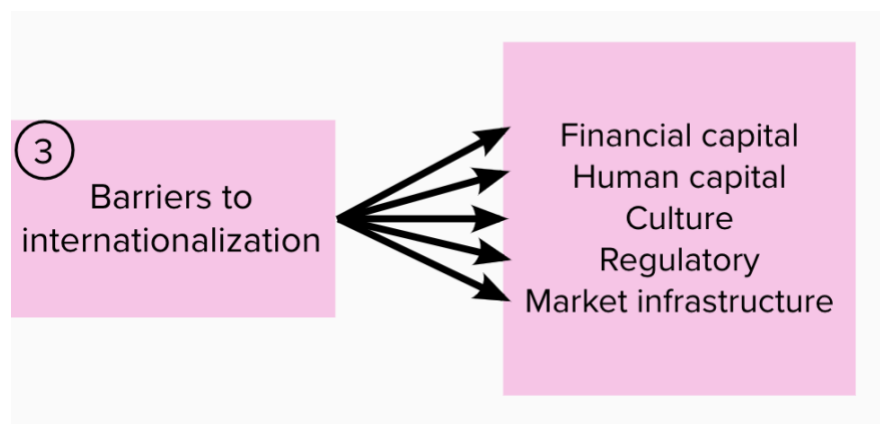 3
Barriers to
internationalization
Financial capital
Human capital
Culture
Regulatory
Market infrastructure